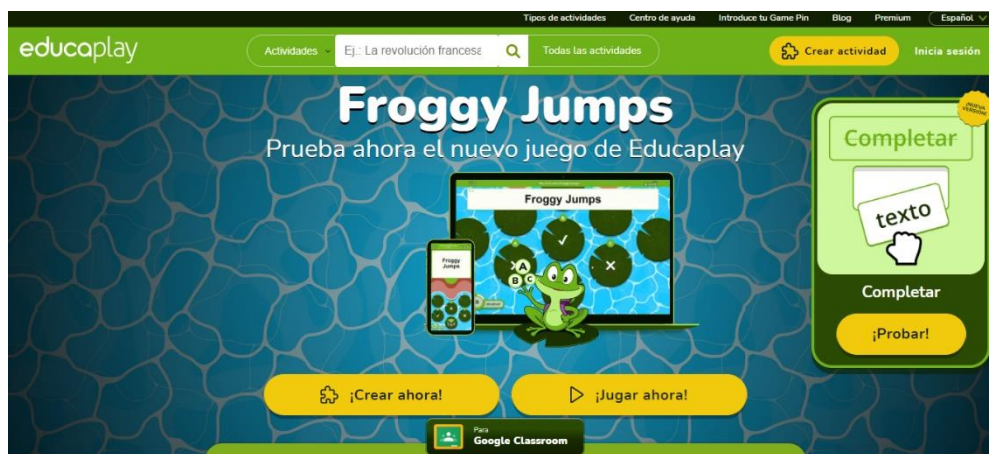 Tipos de actividades Centro de ayuda Introduce tu Game Pin Blog Premium Español
educaplay Actividades Ej.: La revolución francesa Todas las actividades Crear actividad Inicia sesión
Froggy Jumps
Prueba ahora el nuevo juego de Educaplay
¡NUEVA VERSIÓN!
Completar
texto
Completar
¡Probar!
Froggy Jumps
Froggy Jumps
A
B C
¡Crear ahora! ¡Jugar ahora!
Para
Google Classroom